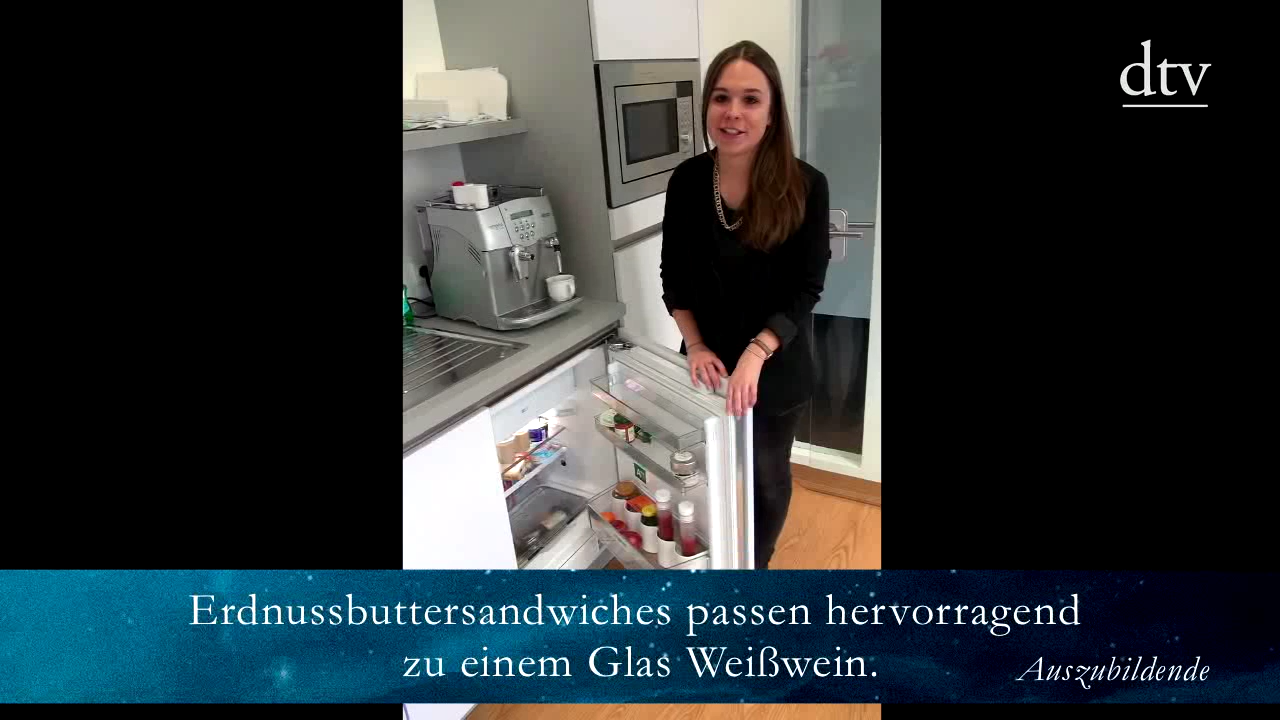 dtv
Erdnussbuttersandwiches passen hervorragend
zu einem Glas Weißwein.
Auszubildende